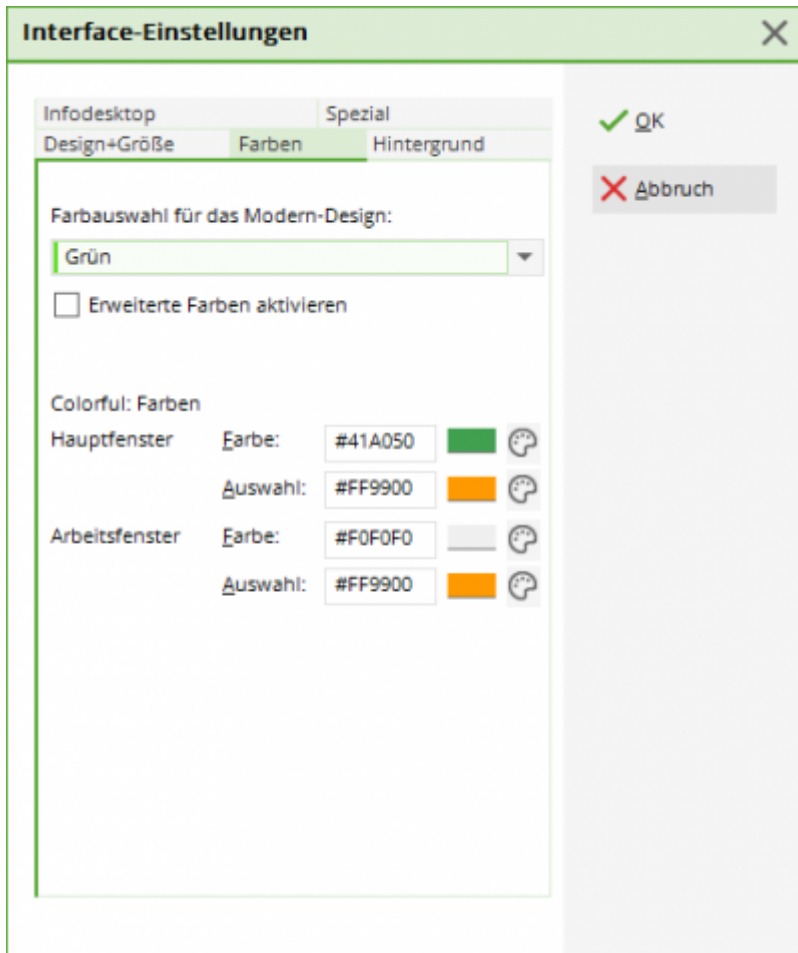 Interface-Einstellungen
Infodesktop Spezial
Design+Größe Farben Hintergrund
OK
Abbruch
Farbauswahl für das Modern-Design:
Grün
Erweiterte Farben aktivieren
Colorful: Farben
Hauptfenster Farbe: #41A050
Auswahl: #FF9900
Arbeitsfenster Farbe: #F0F0F0
Auswahl: #FF9900